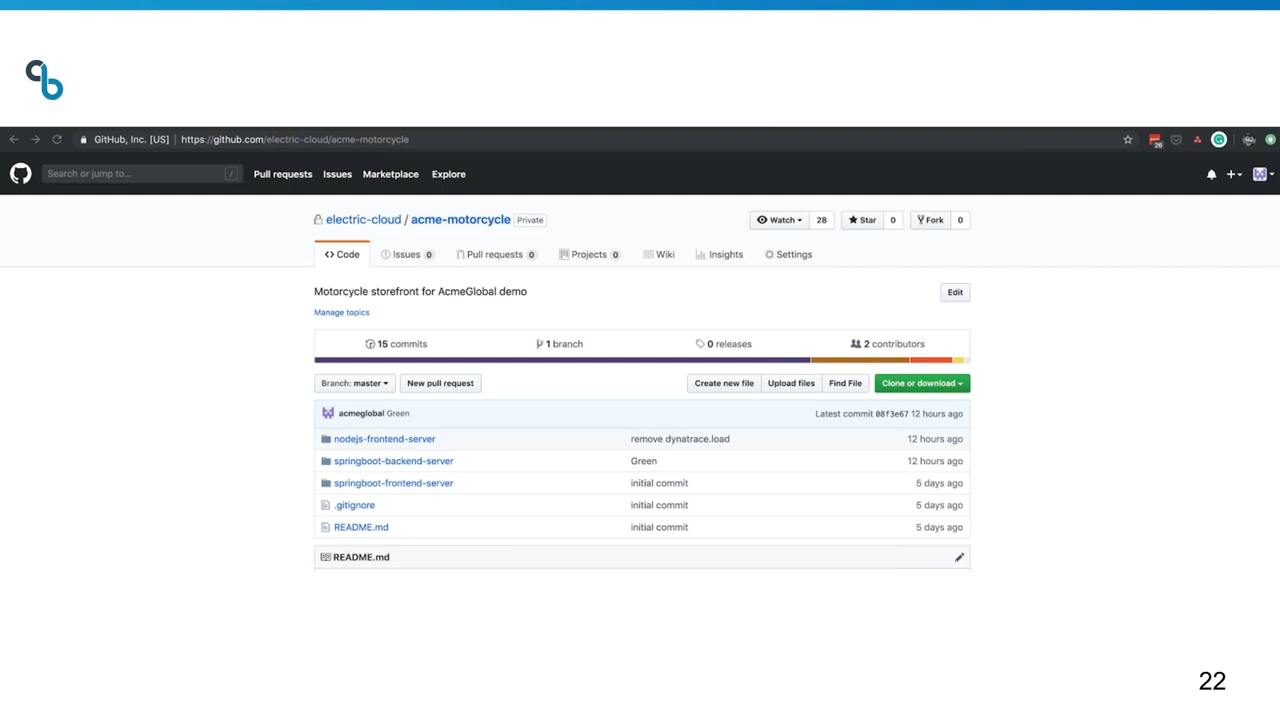 GitHub, Inc. [US] | https://github.com/electric-cloud/acme-motorcycle
26
Search or jump to... / Pull requests Issues Marketplace Explore
electric-cloud / acme-motorcycle Private Watch 28 Star 0 Fork 0
Code Issues 0 Pull requests 0 Projects 0 Wiki Insights Settings
Motorcycle storefront for AcmeGlobal demo Edit
Manage topics
15 commits 1 branch 0 releases 2 contributors
Branch: master New pull request Create new file Upload files Find File Clone or download
acmeglobal Green Latest commit 08f3e67 12 hours ago
nodejs-frontend-server remove dynatrace.load 12 hours ago
springboot-backend-server Green 12 hours ago
springboot-frontend-server initial commit 5 days ago
.gitignore initial commit 5 days ago
README.md initial commit 5 days ago
README.md
22